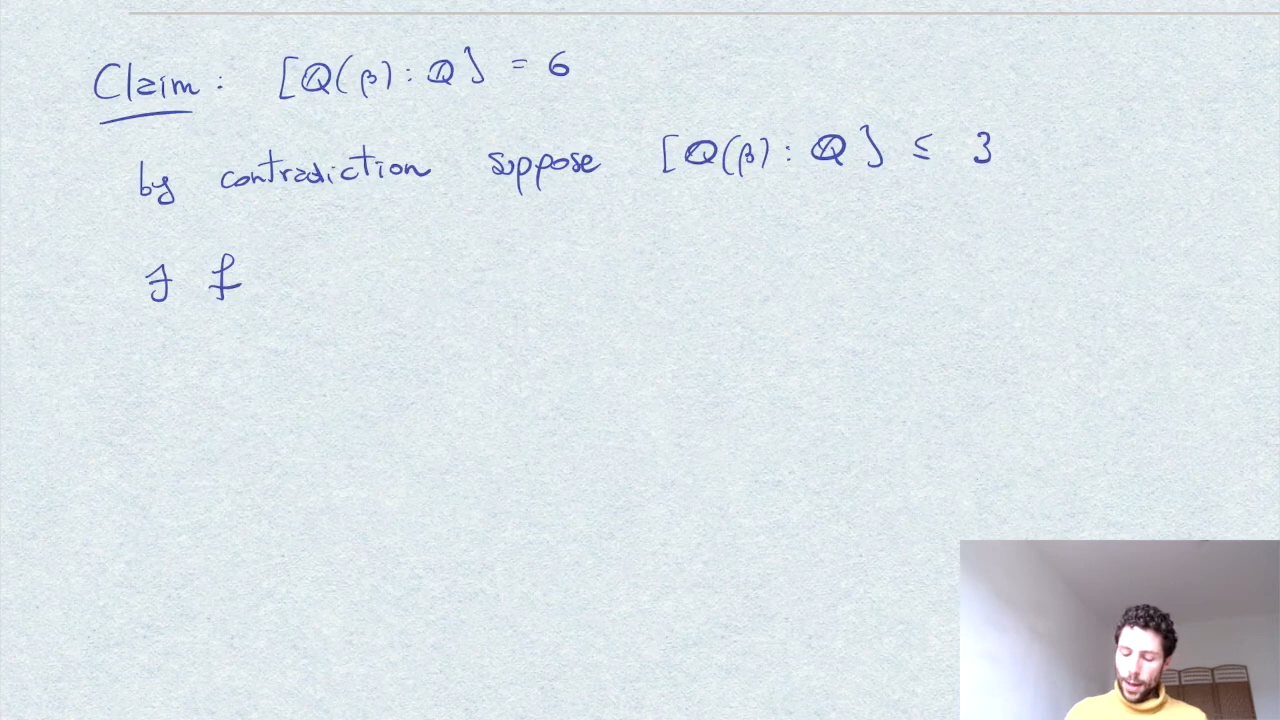 Claim: [ℚ(β):ℚ] = 6
by contradiction suppose [ℚ(β):ℚ] ≤ 3
∃ f